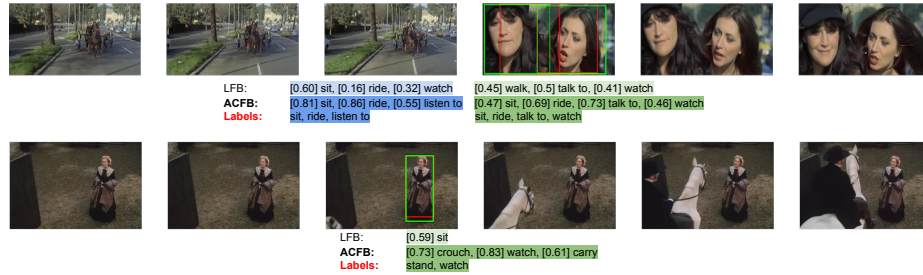 LFB: [0.60] sit, [0.16] ride, [0.32] watch [0.45] walk, [0.5] talk to, [0.41] watch
ACFB: [0.81] sit, [0.86] ride, [0.55] listen to [0.47] sit, [0.69] ride, [0.73] talk to, [0.46] watch
Labels: sit, ride, listen to sit, ride, talk to, watch
LFB: [0.59] sit
ACFB: [0.73] crouch, [0.83] watch, [0.61] carry
Labels: stand, watch